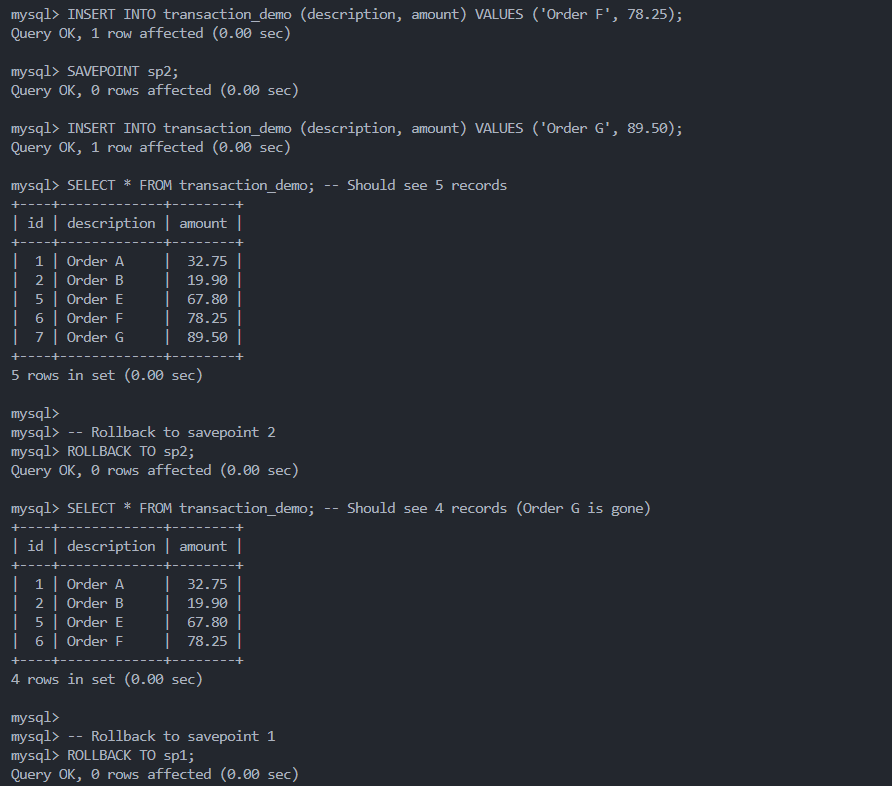 mysql> INSERT INTO transaction_demo (description, amount) VALUES ('Order F', 78.25);
Query OK, 1 row affected (0.00 sec)

mysql> SAVEPOINT sp2;
Query OK, 0 rows affected (0.00 sec)

mysql> INSERT INTO transaction_demo (description, amount) VALUES ('Order G', 89.50);
Query OK, 1 row affected (0.00 sec)

mysql> SELECT * FROM transaction_demo; -- Should see 5 records
+----+-------------+--------+
| id | description | amount |
+----+-------------+--------+
|  1 | Order A     |  32.75 |
|  2 | Order B     |  19.90 |
|  5 | Order E     |  67.80 |
|  6 | Order F     |  78.25 |
|  7 | Order G     |  89.50 |
+----+-------------+--------+
5 rows in set (0.00 sec)

mysql>
mysql> -- Rollback to savepoint 2
mysql> ROLLBACK TO sp2;
Query OK, 0 rows affected (0.00 sec)

mysql> SELECT * FROM transaction_demo; -- Should see 4 records (Order G is gone)
+----+-------------+--------+
| id | description | amount |
+----+-------------+--------+
|  1 | Order A     |  32.75 |
|  2 | Order B     |  19.90 |
|  5 | Order E     |  67.80 |
|  6 | Order F     |  78.25 |
+----+-------------+--------+
4 rows in set (0.00 sec)

mysql>
mysql> -- Rollback to savepoint 1
mysql> ROLLBACK TO sp1;
Query OK, 0 rows affected (0.00 sec)